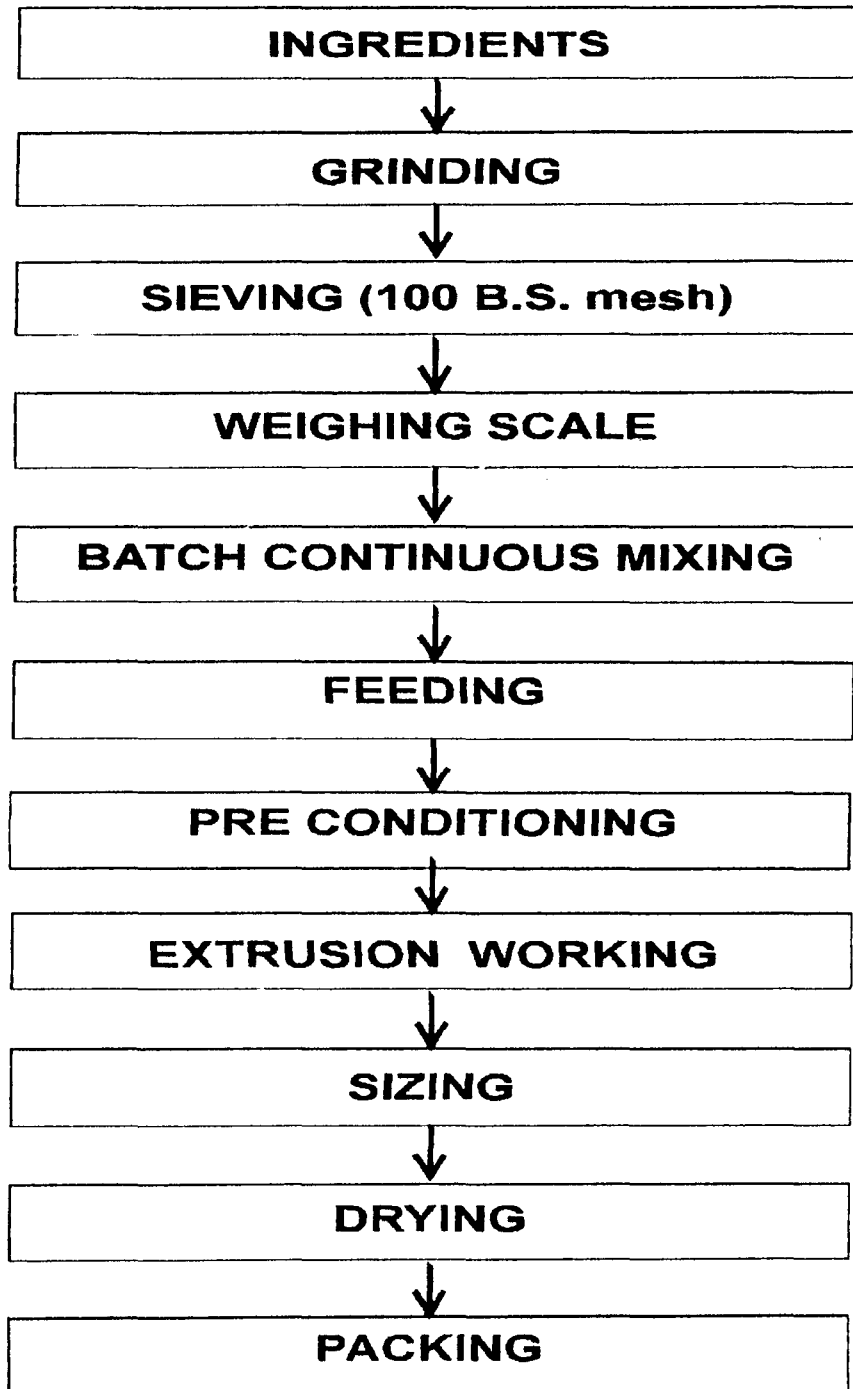 INGREDIENTS
GRINDING
SIEVING (100 B.S. mesh)
WEIGHING SCALE
BATCH CONTINUOUS MIXING
FEEDING
PRE CONDITIONING
EXTRUSION WORKING
SIZING
DRYING
PACKING